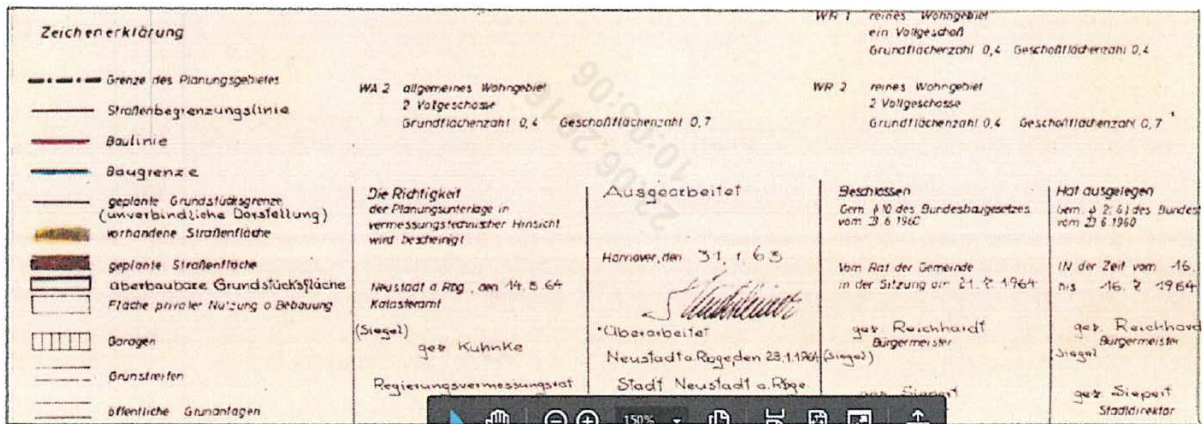 Zeichenerklärung
Grenze des Planungsgebietes
Straßenbegrenzungslinie
Baulinie
Baugrenze
geplante Grundstücksgrenze
(unverbindliche Darstellung)
vorhandene Straßenfläche
geplante Straßenfläche
überbaubare Grundstücksfläche
Fläche privater Nutzung o Bebauung
Garagen
Grünstreifen
öffentliche Grünanlagen
WA 2 allgemeines Wohngebiet
2 Vollgeschosse
Grundflächenzahl 0,4 Geschoßflächenzahl 0,7
WR 1 reines Wohngebiet
ein Vollgeschoß
Grundflächenzahl 0,4 Geschoßflächenzahl 0,4
WR 2 reines Wohngebiet
2 Vollgeschosse
Grundflächenzahl 0,4 Geschoßflächenzahl 0,7
Die Richtigkeit
der Planungsunterlage in
vermessungstechnischer Hinsicht
wird bescheinigt
Neustadt a Rbg, den 14. 5. 64
Katasteramt
(Siegel)
gez Kuhnke
Regierungsvermessungsrat
Ausgearbeitet
Hannover, den 31. 1. 63
Überarbeitet
Neustadt a. Rbge, den 23.1.1964 (Siegel)
Stadt Neustadt a. Rbge
Beschlossen
Gem. § 10 des Bundesbaugesetzes
vom 23. 6 1960
Vom Rat der Gemeinde
in der Sitzung am 21. 1964
gez. Reichhardt
Bürgermeister
gez Siepert
Hat ausgelegen
Gem. § 2. 6) des Bundes
vom 23 6 1960
IN der Zeit vom 16.
bis 16. 1964
gez. Reichhard
Bürgermeister
Siegel
gez Siepert
Stadtdirektor
150%